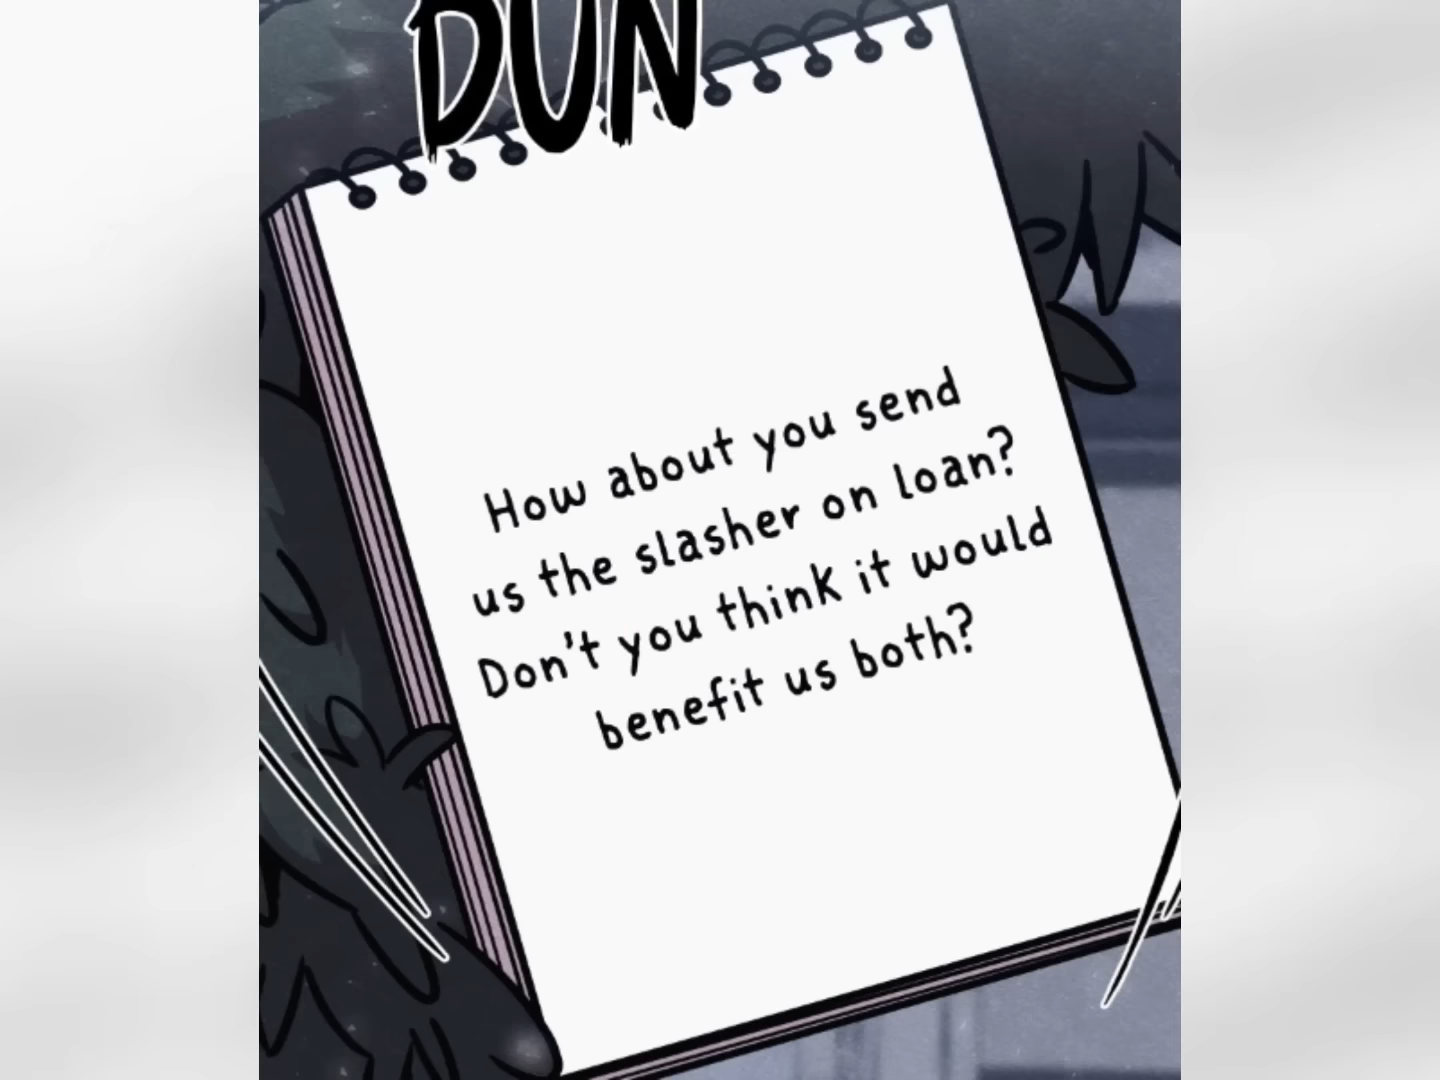 DUN
How about you send
us the slasher on loan?
Don't you think it would
benefit us both?